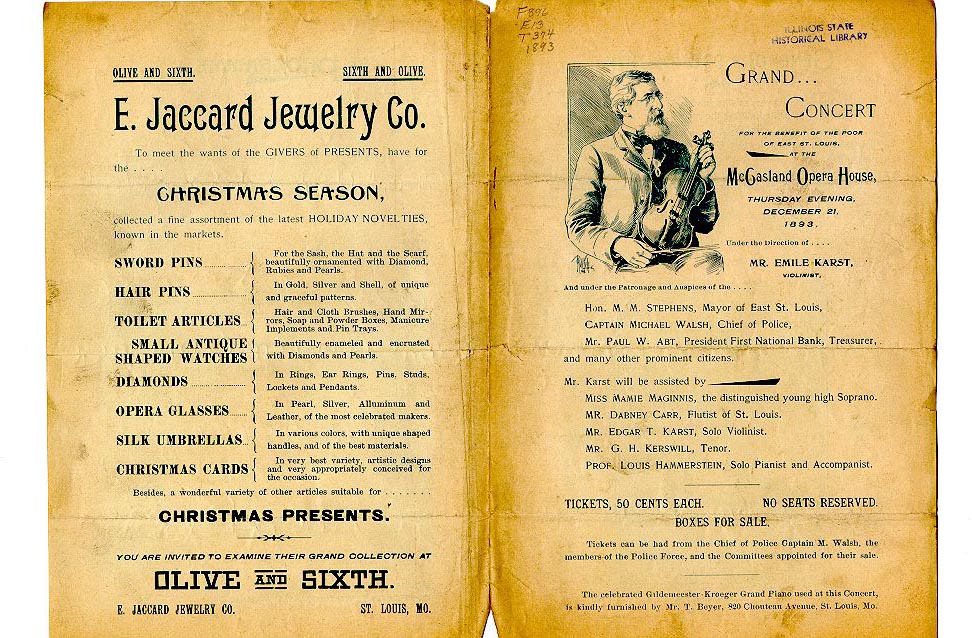 OLIVE AND SIXTH. SIXTH AND OLIVE.
E. Jaccard Jewelry Co.
To meet the wants of the GIVERS of PRESENTS, have for
the . . . .
CHRISTMAS SEASON,
collected a fine assortment of the latest HOLIDAY NOVELTIES,
known in the markets.
SWORD PINS
For the Sash, the Hat and the Scarf,
beautifully ornamented with Diamond,
Rubies and Pearls.
HAIR PINS
In Gold, Silver and Shell, of unique
and graceful patterns.
TOILET ARTICLES
Hair and Cloth Brushes, Hand Mir-
rors, Soap and Powder Boxes, Manicure
Implements and Pin Trays.
SMALL ANTIQUE
SHAPED WATCHES
Beautifully enameled and encrusted
with Diamonds and Pearls.
DIAMONDS
In Rings, Ear Rings, Pins, Studs,
Lockets and Pendants.
OPERA GLASSES
In Pearl, Silver, Alluminum and
Leather, of the most celebrated makers.
SILK UMBRELLAS
In various colors, with unique shaped
handles, and of the best materials.
CHRISTMAS CARDS
In very best variety, artistic designs
and very appropriately conceived for
the occasion.
Besides, a wonderful variety of other articles suitable for . . . . . . .
CHRISTMAS PRESENTS.
YOU ARE INVITED TO EXAMINE THEIR GRAND COLLECTION AT
OLIVE AND SIXTH.
E. JACCARD JEWELRY CO. ST. LOUIS, MO.
F896
E13
T374
1893
ILLINOIS STATE
HISTORICAL LIBRARY
GRAND...
CONCERT
FOR THE BENEFIT OF THE POOR
OF EAST ST. LOUIS,
AT THE
McCasland Opera House,
THURSDAY EVENING,
DECEMBER 21,
1893.
Under the Direction of . . . .
MR. EMILE KARST,
VIOLINIST,
And under the Patronage and Auspices of the . . . .
Hon. M. M. STEPHENS, Mayor of East St. Louis,
CAPTAIN MICHAEL WALSH, Chief of Police,
Mr. PAUL W. ABT, President First National Bank, Treasurer,
and many other prominent citizens.
Mr. Karst will be assisted by
MISS MAMIE MAGINNIS, the distinguished young high Soprano.
MR. DABNEY CARR, Flutist of St. Louis.
MR. EDGAR T. KARST, Solo Violinist.
MR. G. H. KERSWILL, Tenor.
PROF. LOUIS HAMMERSTEIN, Solo Pianist and Accompanist.
TICKETS, 50 CENTS EACH. NO SEATS RESERVED.
BOXES FOR SALE.
Tickets can be had from the Chief of Police Captain M. Walsh, the
members of the Police Force, and the Committees appointed for their sale.
The celebrated Gildemeester-Kroeger Grand Piano used at this Concert,
is kindly furnished by Mr. T. Beyer, 820 Chouteau Avenue, St. Louis, Mo.